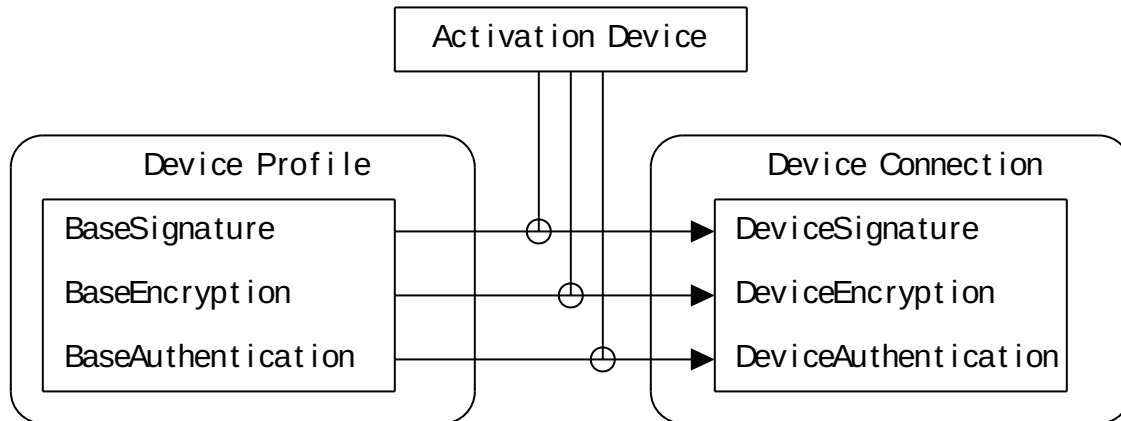 Activation Device
Device Profile
Device Connection
BaseSignature
DeviceSignature
BaseEncryption
DeviceEncryption
BaseAuthentication
DeviceAuthentication